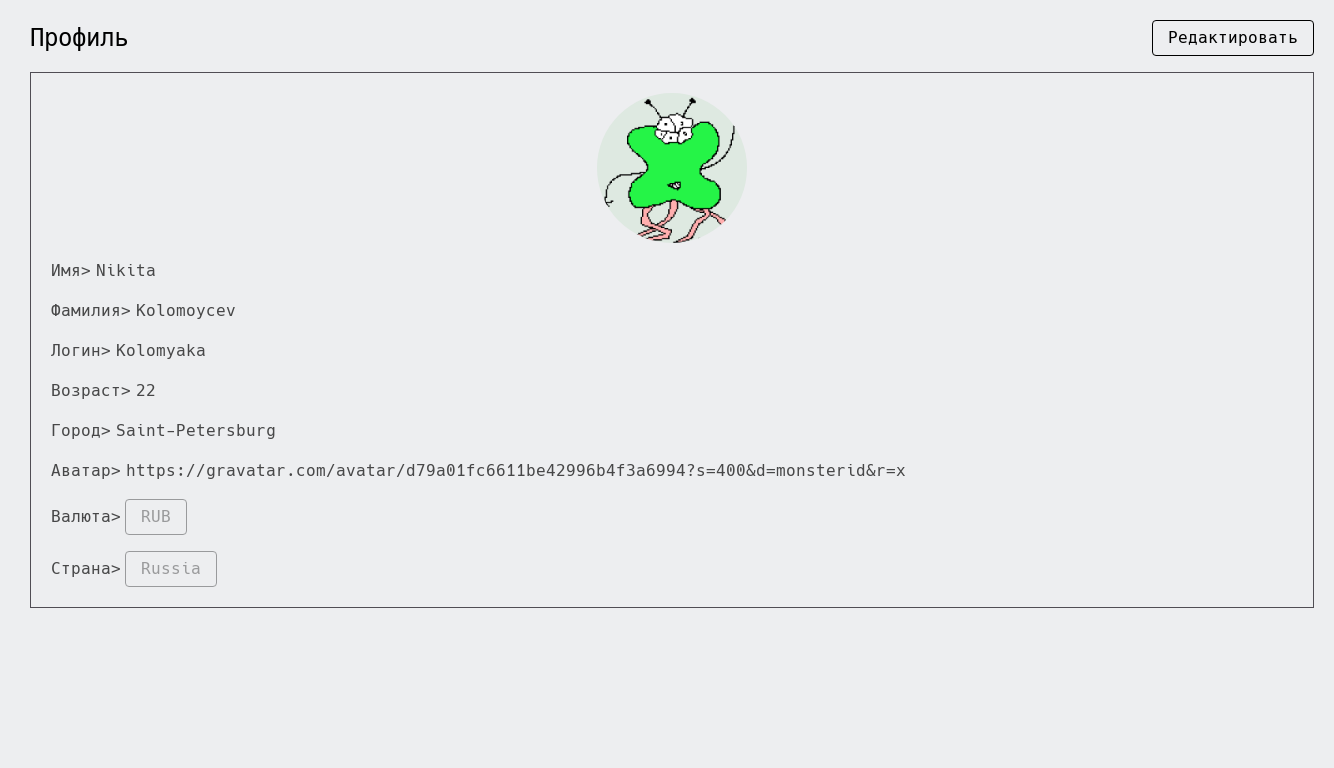 Профиль
Редактировать
Имя> Nikita
Фамилия> Kolomoycev
Логин> Kolomyaka
Возраст> 22
Город> Saint-Petersburg
Аватар> https://gravatar.com/avatar/d79a01fc6611be42996b4f3a6994?s=400&d=monsterid&r=x
Валюта> RUB
Страна> Russia